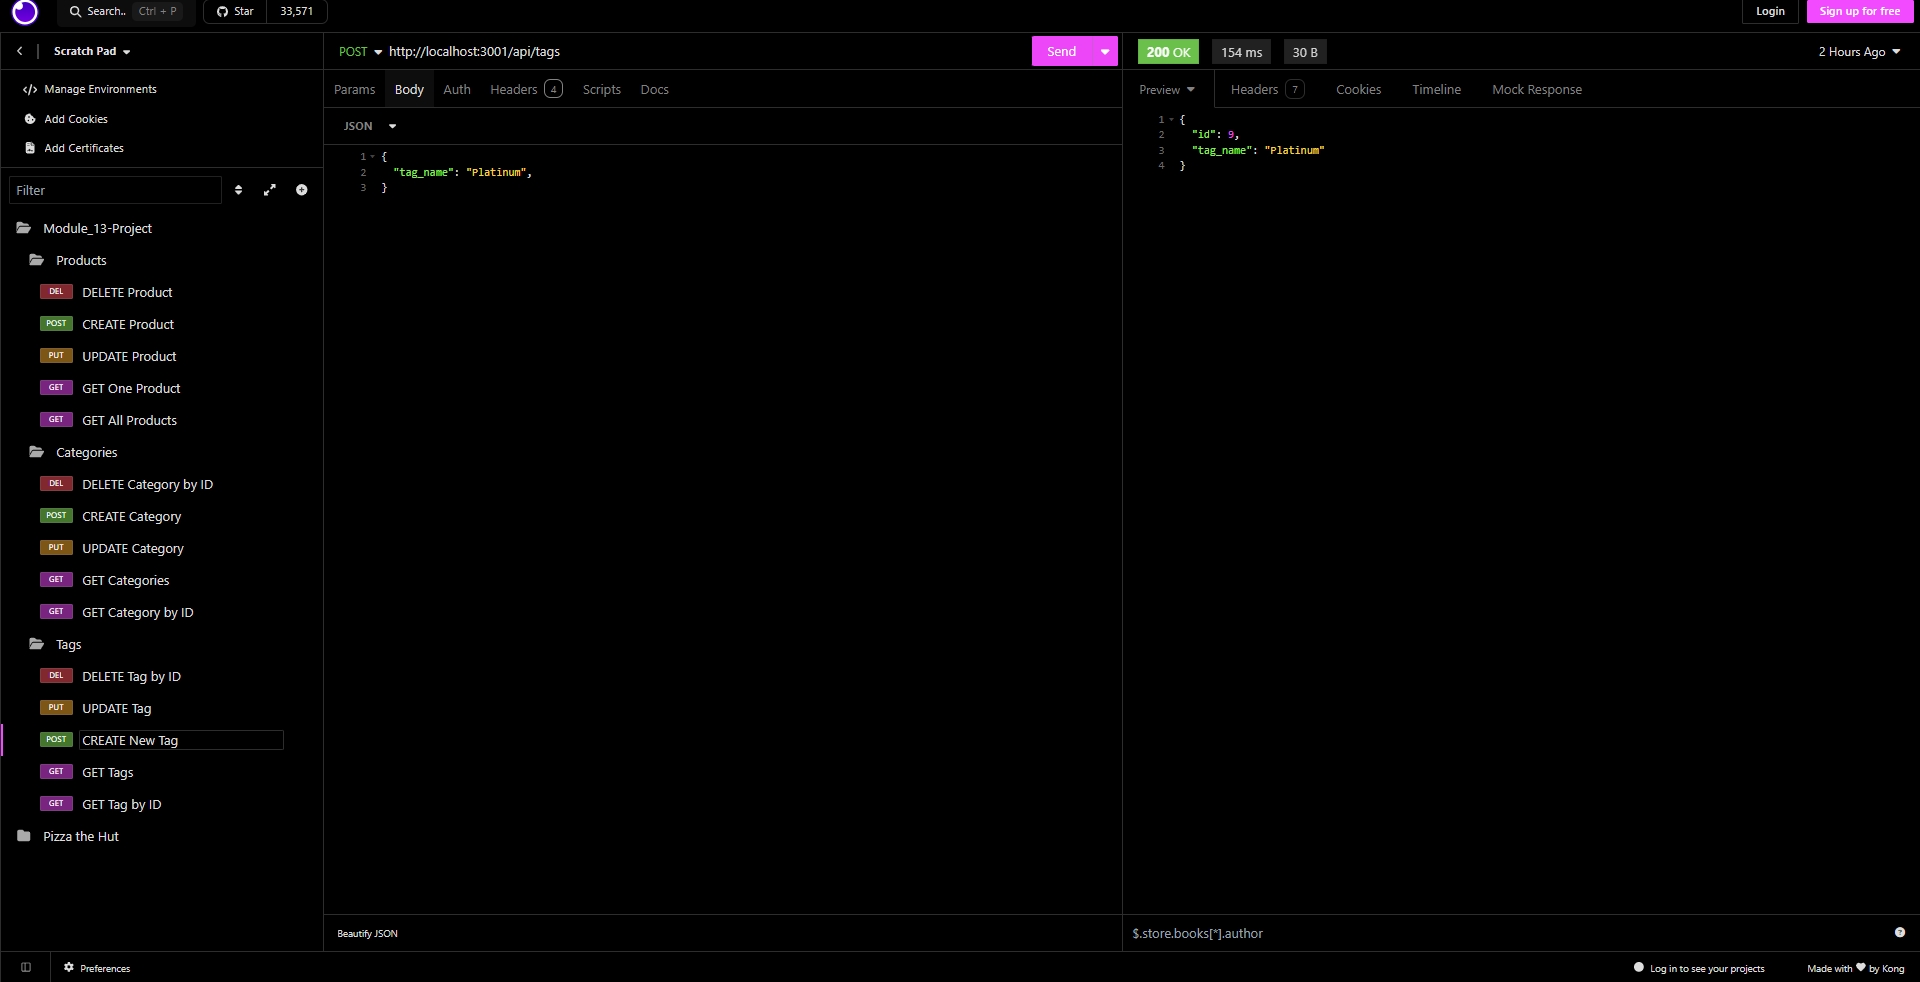 Search.. Ctrl + P Star 33,571 Login Sign up for free
Scratch Pad
Manage Environments
Add Cookies
Add Certificates
Filter
Module_13-Project
Products
DEL DELETE Product
POST CREATE Product
PUT UPDATE Product
GET GET One Product
GET GET All Products
Categories
DEL DELETE Category by ID
POST CREATE Category
PUT UPDATE Category
GET GET Categories
GET GET Category by ID
Tags
DEL DELETE Tag by ID
PUT UPDATE Tag
POST CREATE New Tag
GET GET Tags
GET GET Tag by ID
Pizza the Hut
POST http://localhost:3001/api/tags Send
Params Body Auth Headers 4 Scripts Docs
JSON
1 {
2 "tag_name": "Platinum",
3 }
Beautify JSON
200 OK 154 ms 30 B 2 Hours Ago
Preview Headers 7 Cookies Timeline Mock Response
1 {
2 "id": 9,
3 "tag_name": "Platinum"
4 }
$.store.books[*].author
Preferences Log in to see your projects Made with ♥ by Kong